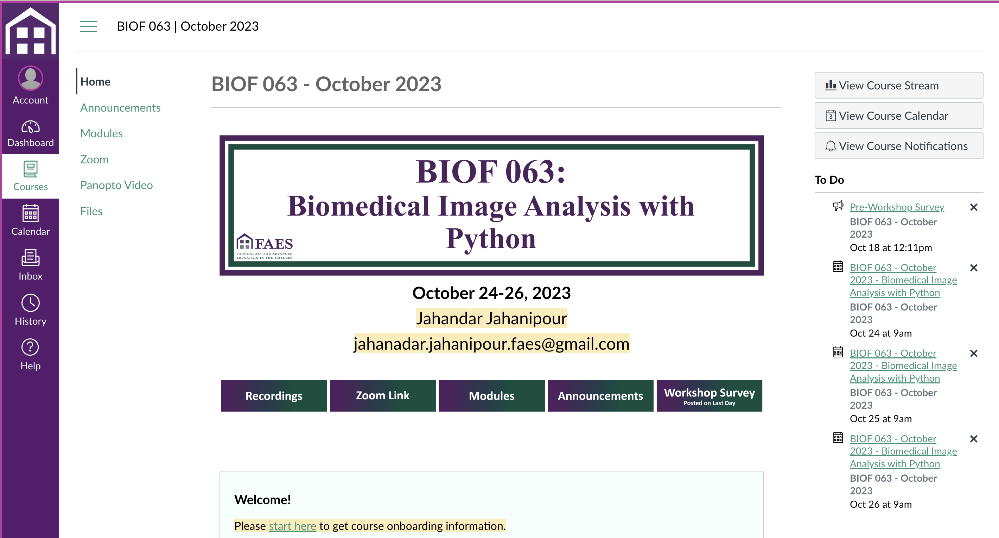 BIOF 063 | October 2023
Account
Dashboard
Courses
Calendar
Inbox
History
Help
Home
Announcements
Modules
Zoom
Panopto Video
Files
BIOF 063 - October 2023
BIOF 063:
Biomedical Image Analysis with
Python
FAES
FOUNDATION FOR ADVANCED
EDUCATION IN THE SCIENCES
October 24-26, 2023
Jahandar Jahanipour
jahanadar.jahanipour.faes@gmail.com
Recordings
Zoom Link
Modules
Announcements
Workshop Survey
Posted on Last Day
Welcome!
Please start here to get course onboarding information.
View Course Stream
3 View Course Calendar
View Course Notifications
To Do
Pre-Workshop Survey
BIOF 063 - October
2023
Oct 18 at 12:11pm
BIOF 063 - October
2023 - Biomedical Image
Analysis with Python
BIOF 063 - October
2023
Oct 24 at 9am
BIOF 063 - October
2023 - Biomedical Image
Analysis with Python
BIOF 063 - October
2023
Oct 25 at 9am
BIOF 063 - October
2023 - Biomedical Image
Analysis with Python
BIOF 063 - October
2023
Oct 26 at 9am